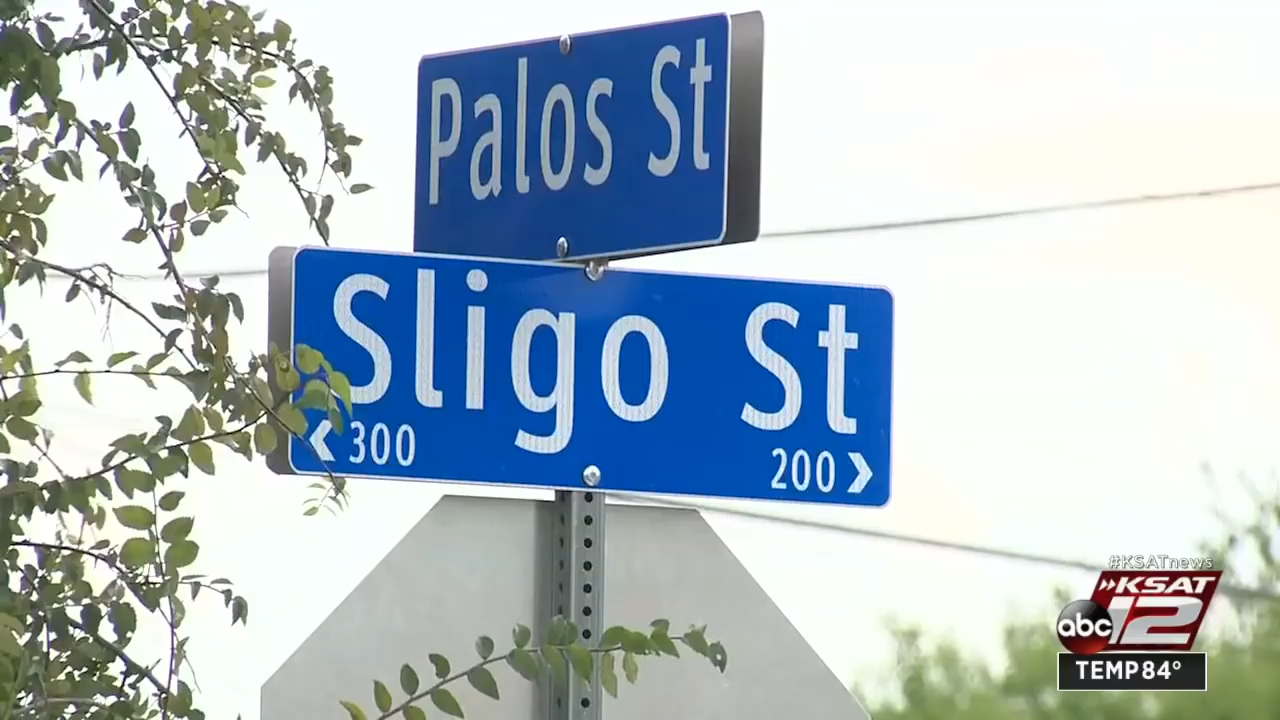 Palos St
Sligo St
300
200
#KSATnews
KSAT
abc 12
TEMP 84°